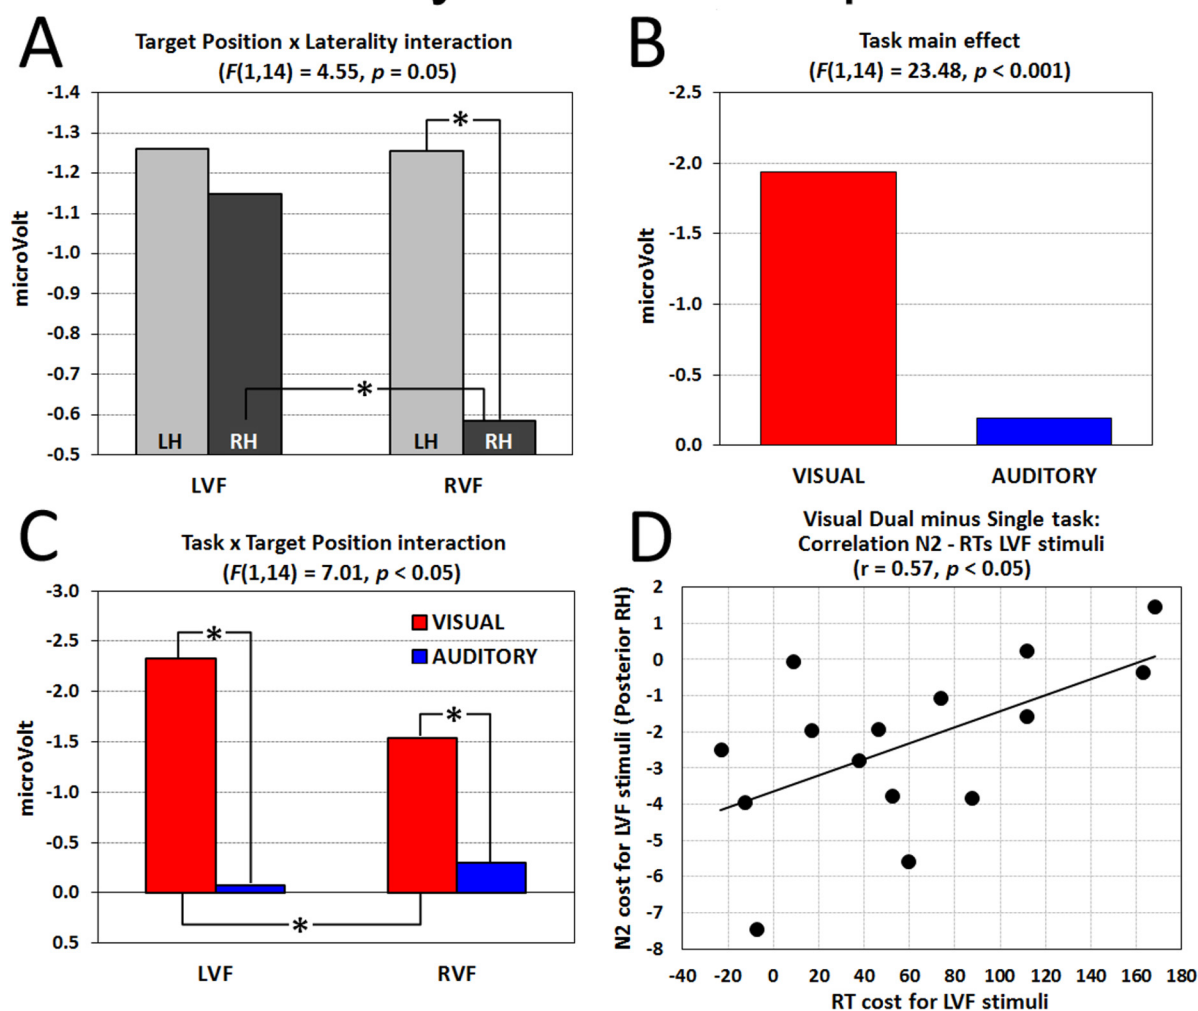 A
Target Position x Laterality interaction
(F(1,14) = 4.55, p = 0.05)
-1.4
-1.3
-1.2
-1.1
-1.0
-0.9
-0.8
-0.7
-0.6
-0.5
microVolt
*
*
LH
RH
LH
RH
LVF
RVF
B
Task main effect
(F(1,14) = 23.48, p < 0.001)
-2.5
-2.0
-1.5
-1.0
-0.5
0.0
microVolt
VISUAL
AUDITORY
C
Task x Target Position interaction
(F(1,14) = 7.01, p < 0.05)
-3.0
-2.5
-2.0
-1.5
-1.0
-0.5
0.0
0.5
microVolt
VISUAL
AUDITORY
*
*
*
LVF
RVF
D
Visual Dual minus Single task:
Correlation N2 - RTs LVF stimuli
(r = 0.57, p < 0.05)
N2 cost for LVF stimuli (Posterior RH)
2
1
0
-1
-2
-3
-4
-5
-6
-7
-8
-40
-20
0
20
40
60
80
100
120
140
160
180
RT cost for LVF stimuli